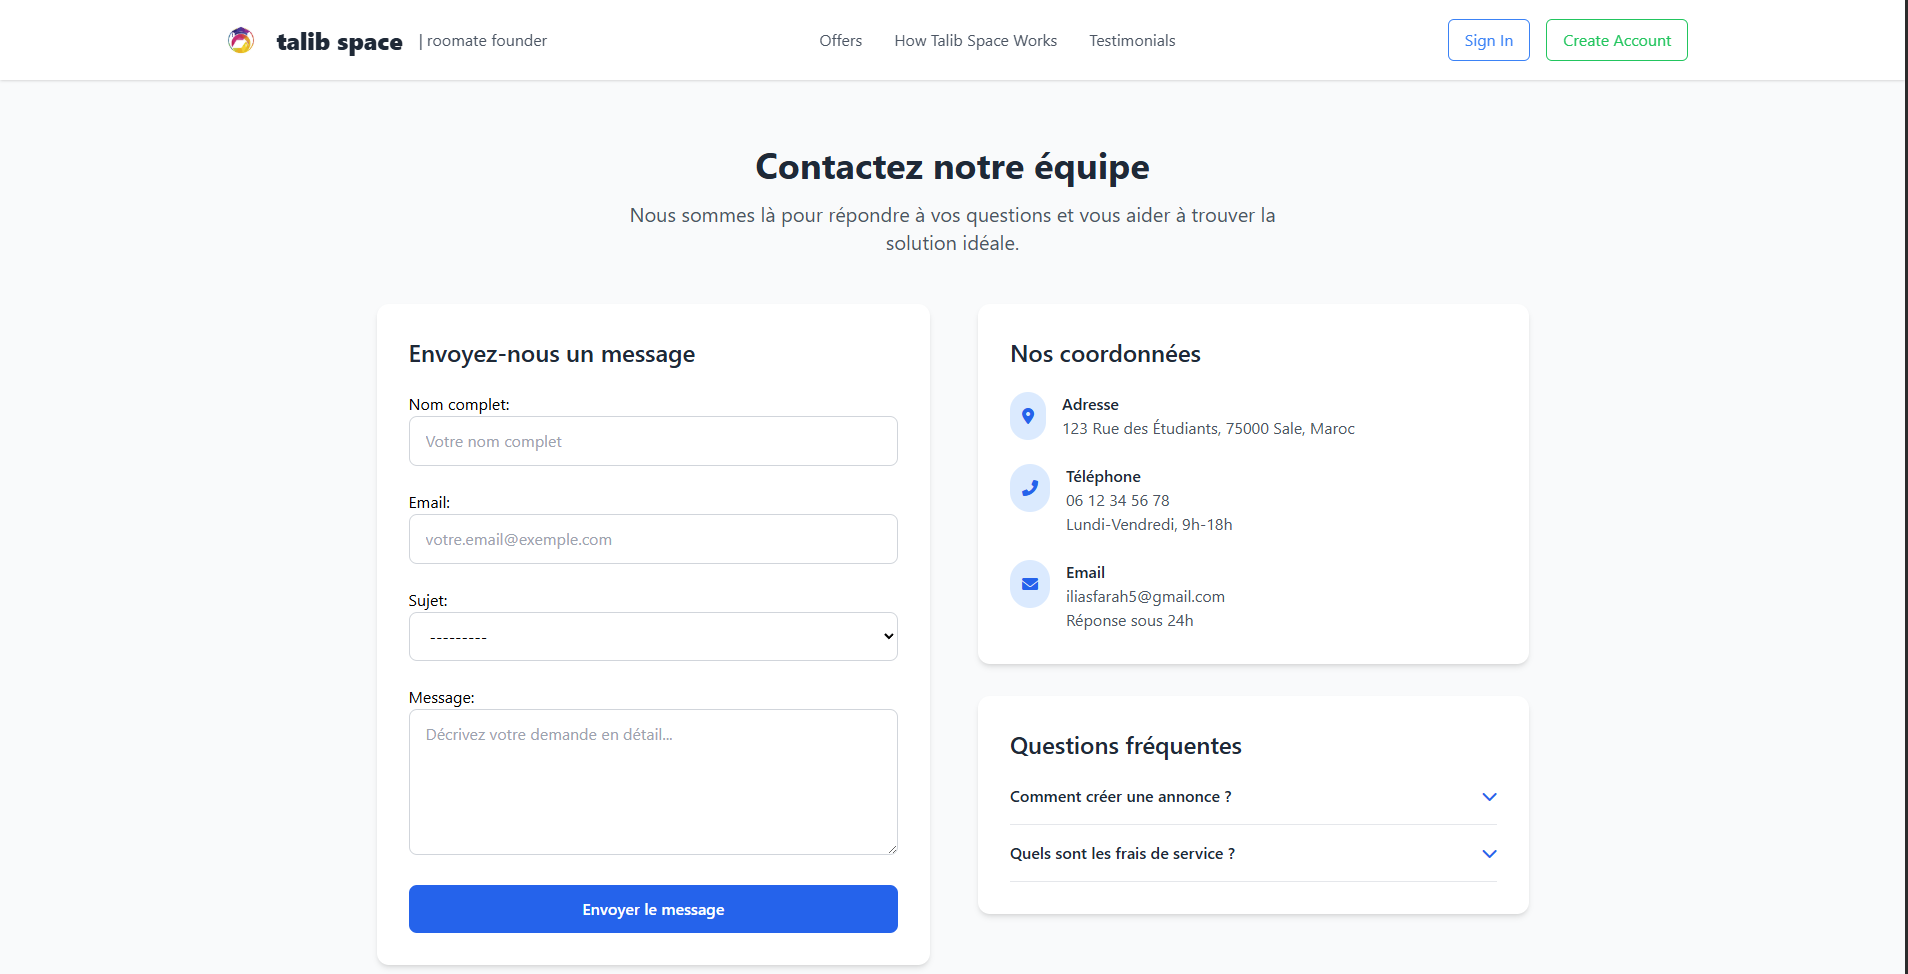 talib space | roomate founder Offers How Talib Space Works Testimonials Sign In Create Account
Contactez notre équipe
Nous sommes là pour répondre à vos questions et vous aider à trouver la
solution idéale.
Envoyez-nous un message
Nom complet:
Votre nom complet
Email:
votre.email@exemple.com
Sujet:
---------
Message:
Décrivez votre demande en détail...
Envoyer le message
Nos coordonnées
Adresse
123 Rue des Étudiants, 75000 Sale, Maroc
Téléphone
06 12 34 56 78
Lundi-Vendredi, 9h-18h
Email
iliasfarah5@gmail.com
Réponse sous 24h
Questions fréquentes
Comment créer une annonce ?
Quels sont les frais de service ?